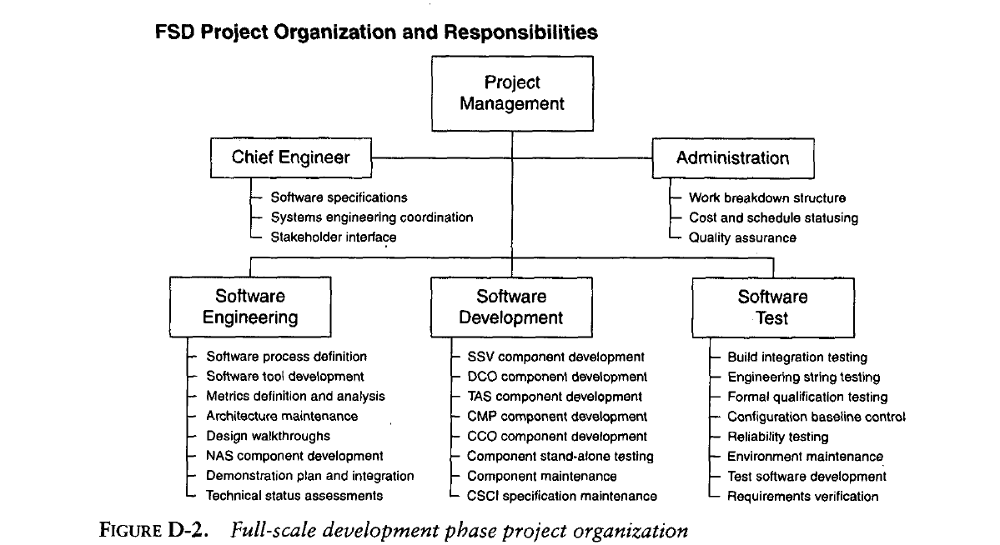 FSD Project Organization and Responsibilities
Project
Management
Chief Engineer
Software specifications
Systems engineering coordination
Stakeholder interface
Administration
Work breakdown structure
Cost and schedule statusing
Quality assurance
Software
Engineering
Software process definition
Software tool development
Metrics definition and analysis
Architecture maintenance
Design walkthroughs
NAS component development
Demonstration plan and integration
Technical status assessments
Software
Development
SSV component development
DCO component development
TAS component development
CMP component development
CCO component development
Component stand-alone testing
Component maintenance
CSCI specification maintenance
Software
Test
Build integration testing
Engineering string testing
Formal qualification testing
Configuration baseline control
Reliability testing
Environment maintenance
Test software development
Requirements verification
FIGURE D-2. Full-scale development phase project organization